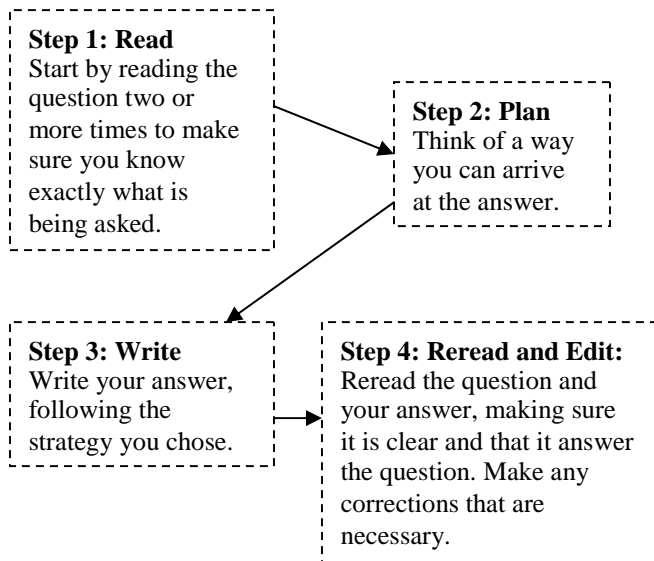 Step 1: Read
Start by reading the
question two or
more times to make
sure you know
exactly what is
being asked.
Step 2: Plan
Think of a way
you can arrive
at the answer.
Step 3: Write
Write your answer,
following the
strategy you chose.
Step 4: Reread and Edit:
Reread the question and
your answer, making sure
it is clear and that it answer
the question. Make any
corrections that are
necessary.